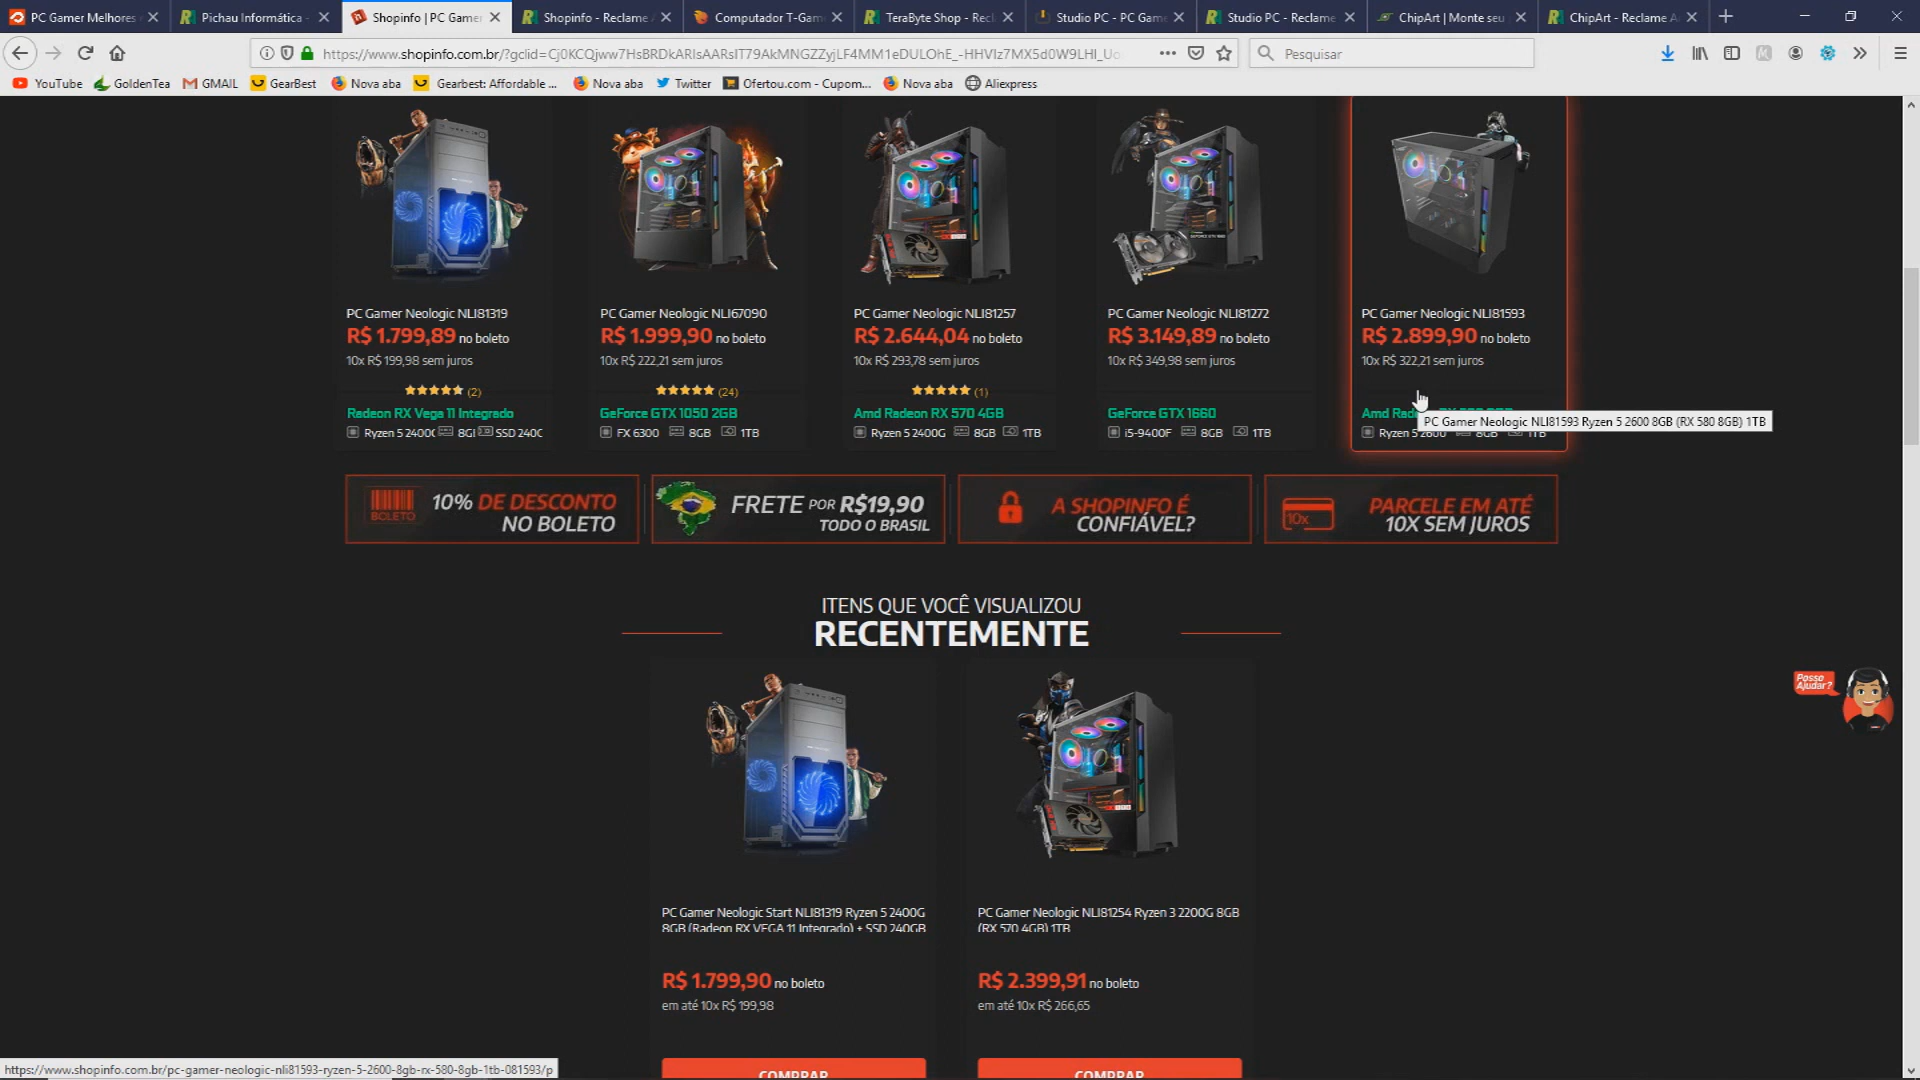 PC Gamer Melhores
Pichau Informática -
Shopinfo | PC Gamer
Shopinfo - Reclame
Computador T-Gam
TeraByte Shop - Recl
Studio PC - PC Gam
Studio PC - Reclame
ChipArt | Monte seu
ChipArt - Reclame A
https://www.shopinfo.com.br/?gclid=Cj0KCQjww7HsBRDkARIsAARsIT79AkMNGZZyjLF4MM1eDULOhE_-HHVIz7MX5d0W9LHI_Uo
Pesquisar
YouTube
GoldenTea
GMAIL
GearBest
Nova aba
Gearbest: Affordable ...
Nova aba
Twitter
Ofertou.com - Cupom...
Nova aba
Aliexpress
PC Gamer Neologic NLI81319
R$ 1.799,89 no boleto
10x R$ 199,98 sem juros
(2)
Radeon RX Vega 11 Integrado
Ryzen 5 2400G 8GB SSD 240G
PC Gamer Neologic NLI67090
R$ 1.999,90 no boleto
10x R$ 222,21 sem juros
(24)
GeForce GTX 1050 2GB
FX 6300 8GB 1TB
PC Gamer Neologic NLI81257
R$ 2.644,04 no boleto
10x R$ 293,78 sem juros
(1)
Amd Radeon RX 570 4GB
Ryzen 5 2400G 8GB 1TB
PC Gamer Neologic NLI81272
R$ 3.149,89 no boleto
10x R$ 349,98 sem juros
GeForce GTX 1660
i5-9400F 8GB 1TB
PC Gamer Neologic NLI81593
R$ 2.899,90 no boleto
10x R$ 322,21 sem juros
Amd
PC Gamer Neologic NLI81593 Ryzen 5 2600 8GB (RX 580 8GB) 1TB
Ryzen 5 2600 8GB 1TB
BOLETO
10% DE DESCONTO
NO BOLETO
FRETE POR R$19,90
TODO O BRASIL
A SHOPINFO É
CONFIÁVEL?
10x
PARCELE EM ATÉ
10X SEM JUROS
ITENS QUE VOCÊ VISUALIZOU
RECENTEMENTE
Posso
Ajudar?
PC Gamer Neologic Start NLI81319 Ryzen 5 2400G
8GB (Radeon RX VEGA 11 Integrado) + SSD 240GB
R$ 1.799,90 no boleto
em até 10x R$ 199,98
COMPRAR
PC Gamer Neologic NLI81254 Ryzen 3 2200G 8GB
(RX 570 4GB) 1TB
R$ 2.399,91 no boleto
em até 10x R$ 266,65
COMPRAR
https://www.shopinfo.com.br/pc-gamer-neologic-nli81593-ryzen-5-2600-8gb-rx-580-8gb-1tb-081593/p